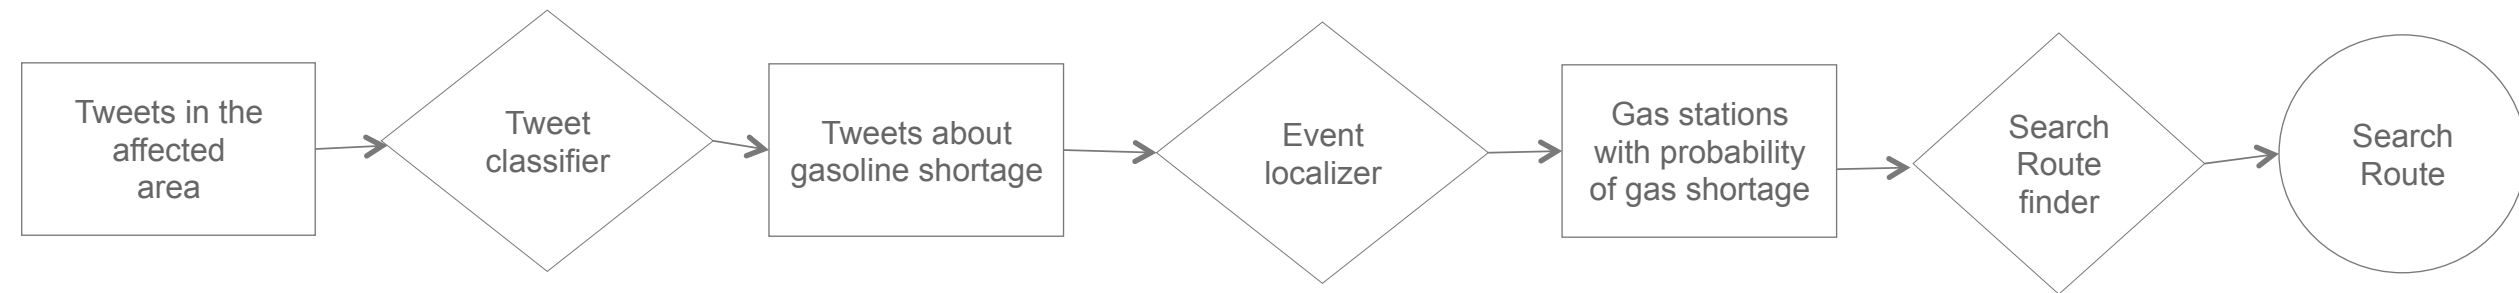 Tweets in the
affected
area
Tweet
classifier
Tweets about
gasoline shortage
Event
localizer
Gas stations
with probability
of gas shortage
Search
Route
finder
Search
Route